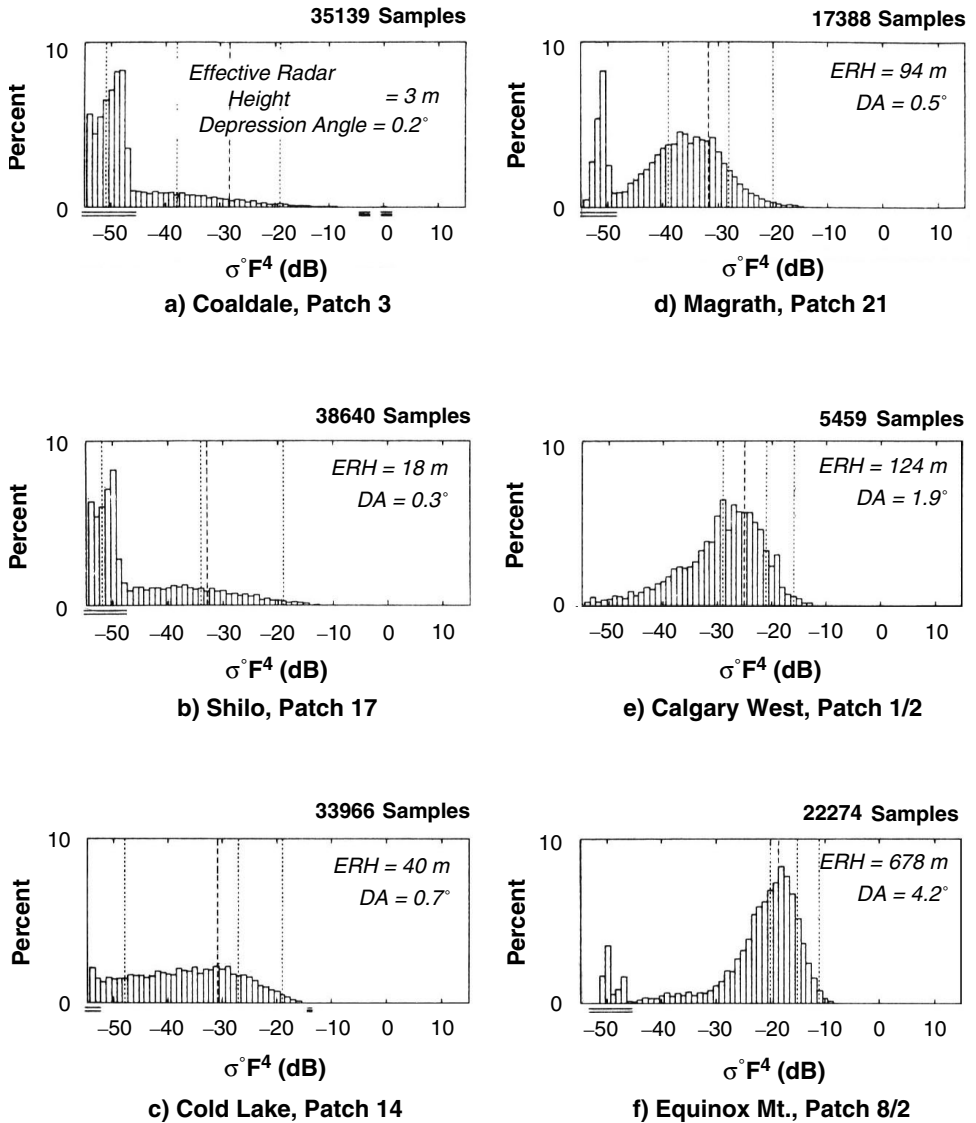 35139 Samples
10
Effective Radar
Height = 3 m
Depression Angle = 0.2°
Percent
0
–50 –40 –30 –20 –10 0 10
σ°F⁴ (dB)
a) Coaldale, Patch 3
38640 Samples
10
ERH = 18 m
DA = 0.3°
Percent
0
–50 –40 –30 –20 –10 0 10
σ°F⁴ (dB)
b) Shilo, Patch 17
33966 Samples
10
ERH = 40 m
DA = 0.7°
Percent
0
–50 –40 –30 –20 –10 0 10
σ°F⁴ (dB)
c) Cold Lake, Patch 14
17388 Samples
10
ERH = 94 m
DA = 0.5°
Percent
0
–50 –40 –30 –20 –10 0 10
σ°F⁴ (dB)
d) Magrath, Patch 21
5459 Samples
10
ERH = 124 m
DA = 1.9°
Percent
0
–50 –40 –30 –20 –10 0 10
σ°F⁴ (dB)
e) Calgary West, Patch 1/2
22274 Samples
10
ERH = 678 m
DA = 4.2°
Percent
0
–50 –40 –30 –20 –10 0 10
σ°F⁴ (dB)
f) Equinox Mt., Patch 8/2